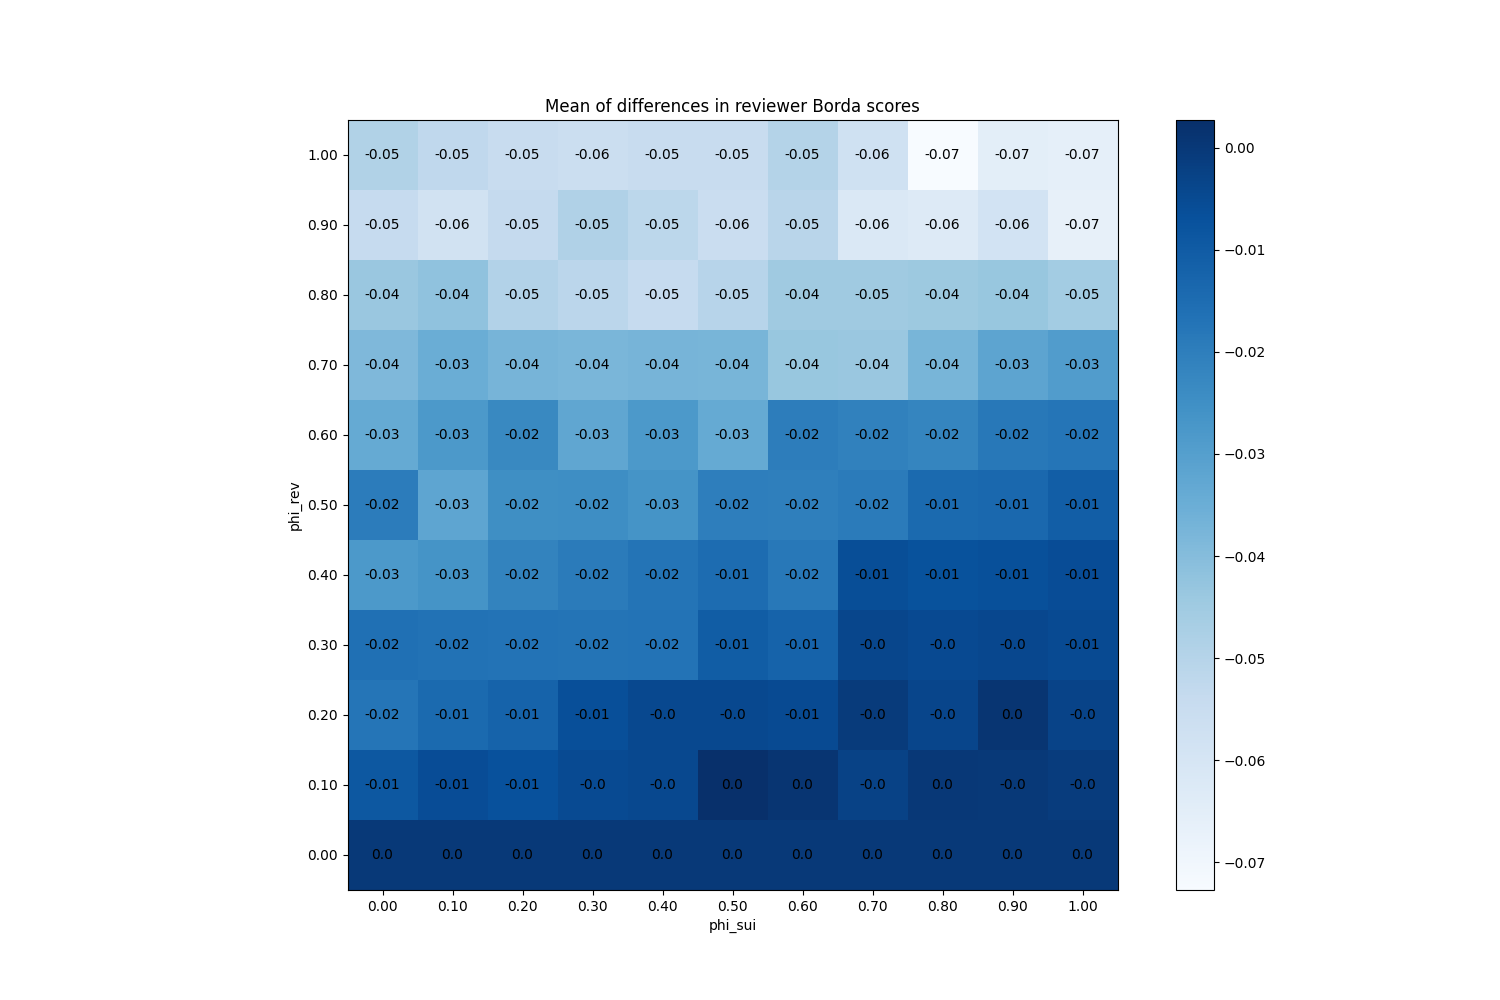 Mean of differences in reviewer Borda scores
1.00 -0.05 -0.05 -0.05 -0.06 -0.05 -0.05 -0.05 -0.06 -0.07 -0.07 -0.07
0.90 -0.05 -0.06 -0.05 -0.05 -0.05 -0.06 -0.05 -0.06 -0.06 -0.06 -0.07
0.80 -0.04 -0.04 -0.05 -0.05 -0.05 -0.05 -0.04 -0.05 -0.04 -0.04 -0.05
0.70 -0.04 -0.03 -0.04 -0.04 -0.04 -0.04 -0.04 -0.04 -0.04 -0.03 -0.03
0.60 -0.03 -0.03 -0.02 -0.03 -0.03 -0.03 -0.02 -0.02 -0.02 -0.02 -0.02
0.50 -0.02 -0.03 -0.02 -0.02 -0.03 -0.02 -0.02 -0.02 -0.01 -0.01 -0.01
0.40 -0.03 -0.03 -0.02 -0.02 -0.02 -0.01 -0.02 -0.01 -0.01 -0.01 -0.01
0.30 -0.02 -0.02 -0.02 -0.02 -0.02 -0.01 -0.01 -0.0 -0.0 -0.0 -0.01
0.20 -0.02 -0.01 -0.01 -0.01 -0.0 -0.0 -0.01 -0.0 -0.0 0.0 -0.0
0.10 -0.01 -0.01 -0.01 -0.0 -0.0 0.0 0.0 -0.0 0.0 -0.0 -0.0
0.00 0.0 0.0 0.0 0.0 0.0 0.0 0.0 0.0 0.0 0.0 0.0
0.00 0.10 0.20 0.30 0.40 0.50 0.60 0.70 0.80 0.90 1.00
phi_sui
phi_rev
0.00
−0.01
−0.02
−0.03
−0.04
−0.05
−0.06
−0.07